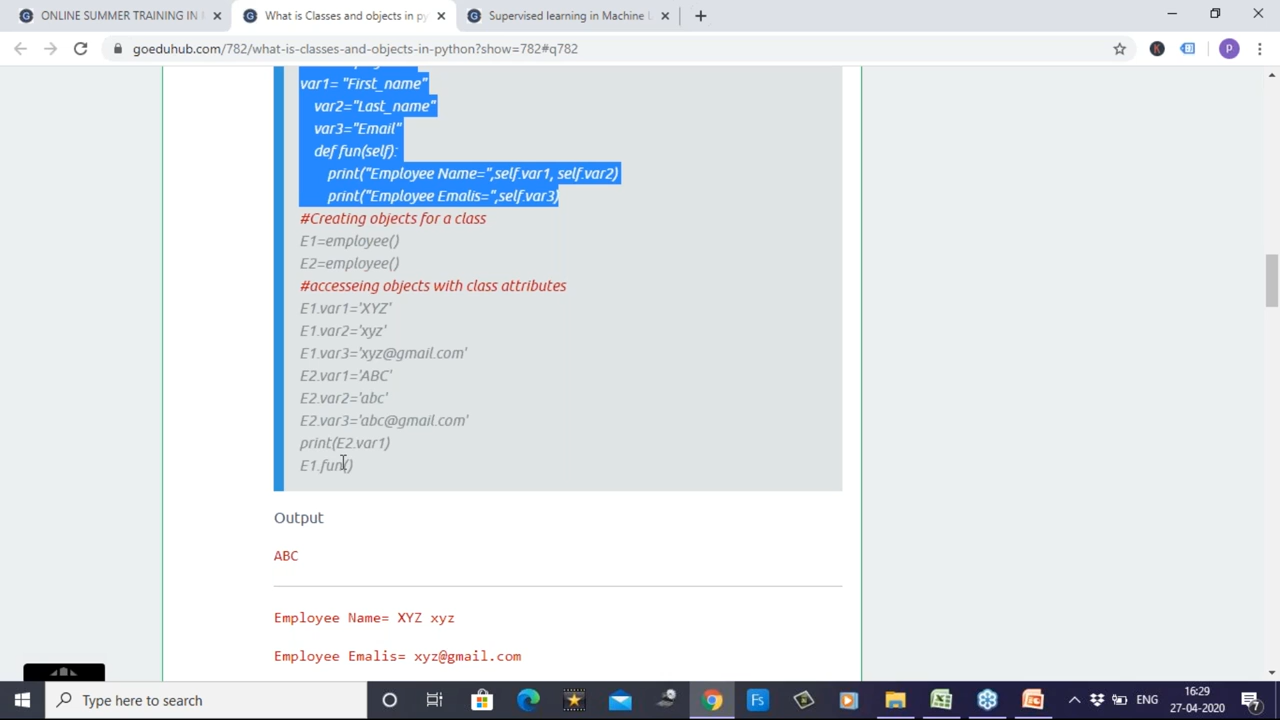 ONLINE SUMMER TRAINING IN
What is Classes and objects in py
Supervised learning in Machine L
goeduhub.com/782/what-is-classes-and-objects-in-python?show=782#q782
K
P
var1= "First_name"
var2="Last_name"
var3="Email"
def fun(self):
print("Employee Name=",self.var1, self.var2)
print("Employee Emalis=",self.var3)
#Creating objects for a class
E1=employee()
E2=employee()
#accesseing objects with class attributes
E1.var1='XYZ'
E1.var2='xyz'
E1.var3='xyz@gmail.com'
E2.var1='ABC'
E2.var2='abc'
E2.var3='abc@gmail.com'
print(E2.var1)
E1.fun()
Output
ABC
Employee Name= XYZ xyz
Employee Emalis= xyz@gmail.com
Type here to search
Fs
ENG
16:29
27-04-2020
7